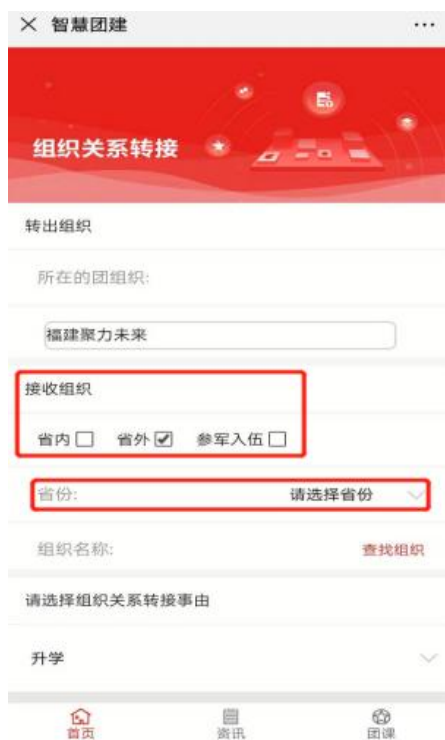 智慧团建
组织关系转接
转出组织
所在的团组织:
福建聚力未来
接收组织
省内 省外 参军入伍
省份: 请选择省份
组织名称: 查找组织
请选择组织关系转接事由
升学
首页 资讯 团课